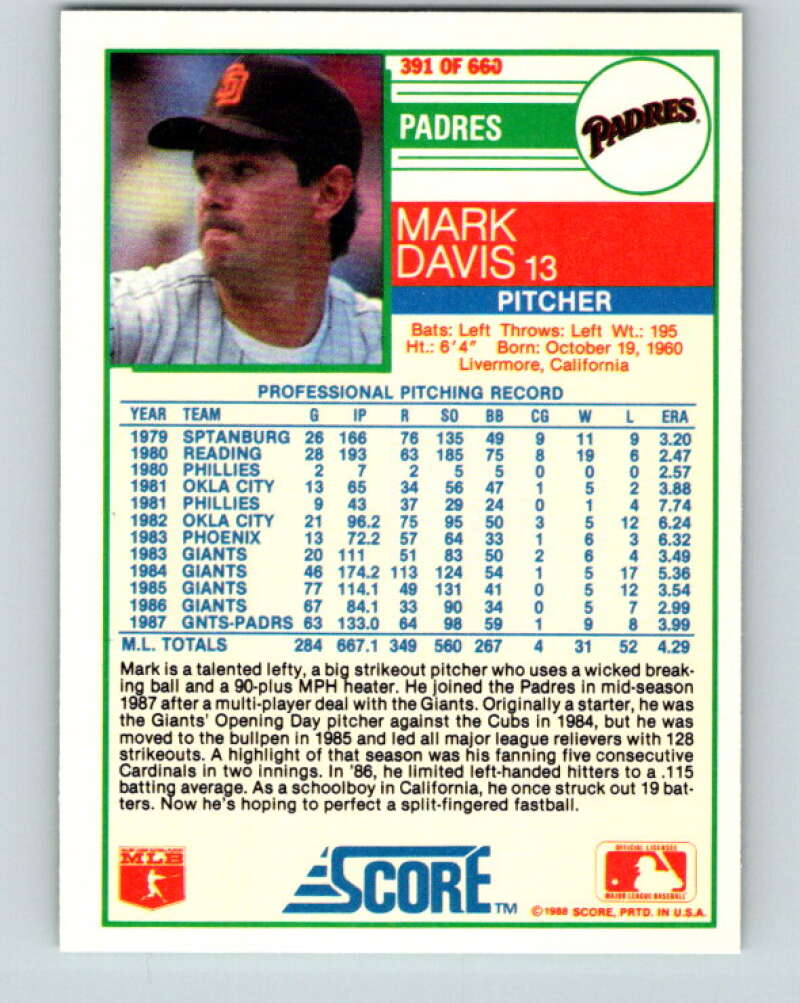 391 OF 660
PADRES
PADRES
MARK
DAVIS 13
PITCHER
Bats: Left Throws: Left Wt.: 195
Ht.: 6'4" Born: October 19, 1960
Livermore, California
PROFESSIONAL PITCHING RECORD
YEAR TEAM G IP R SO BB CG W L ERA
1979 SPTANBURG 26 166 76 135 49 9 11 9 3.20
1980 READING 28 193 63 185 75 8 19 6 2.47
1980 PHILLIES 2 7 2 5 5 0 0 0 2.57
1981 OKLA CITY 13 65 34 56 47 1 5 2 3.88
1981 PHILLIES 9 43 37 29 24 0 1 4 7.74
1982 OKLA CITY 21 96.2 75 95 50 3 5 12 6.24
1983 PHOENIX 13 72.2 57 64 33 1 6 3 6.32
1983 GIANTS 20 111 51 83 50 2 6 4 3.49
1984 GIANTS 46 174.2 113 124 54 1 5 17 5.36
1985 GIANTS 77 114.1 49 131 41 0 5 12 3.54
1986 GIANTS 67 84.1 33 90 34 0 5 7 2.99
1987 GNTS-PADRS 63 133.0 64 98 59 1 9 8 3.99
M.L. TOTALS 284 667.1 349 560 267 4 31 52 4.29
Mark is a talented lefty, a big strikeout pitcher who uses a wicked break-
ing ball and a 90-plus MPH heater. He joined the Padres in mid-season
1987 after a multi-player deal with the Giants. Originally a starter, he was
the Giants' Opening Day pitcher against the Cubs in 1984, but he was
moved to the bullpen in 1985 and led all major league relievers with 128
strikeouts. A highlight of that season was his fanning five consecutive
Cardinals in two innings. In '86, he limited left-handed hitters to a .115
batting average. As a schoolboy in California, he once struck out 19 bat-
ters. Now he's hoping to perfect a split-fingered fastball.
MLB
SCORE TM
OFFICIAL LICENSEE
MAJOR LEAGUE BASEBALL
©1988 SCORE, PRTD. IN U.S.A.